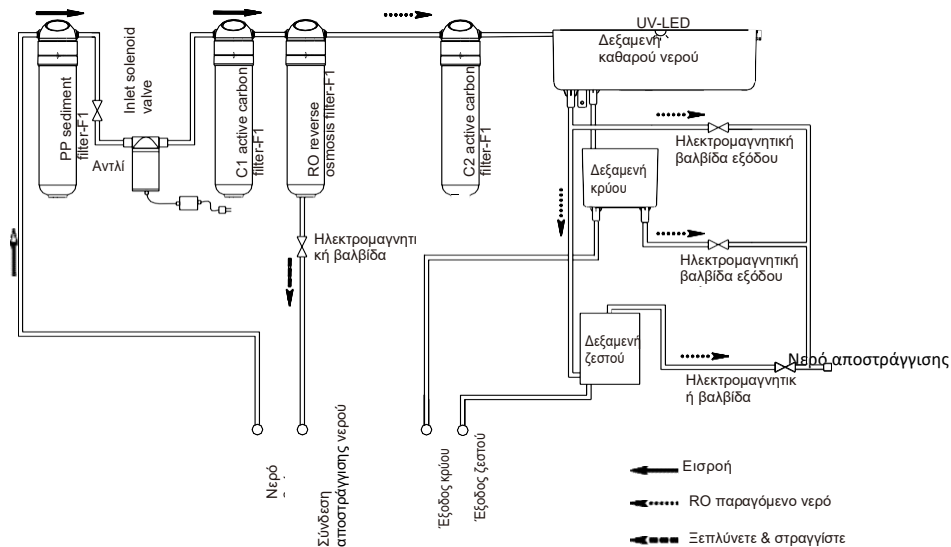 UV-LED
Δεξαμενή
καθαρού νερού
Inlet solenoid
valve
PP sediment
filter-F1
Αντλί
C1 active carbon
filter-F1
RO reverse
osmosis filter-F1
C2 active carbon
filter-F1
Ηλεκτρομαγνητική
βαλβίδα εξόδου
Δεξαμενή
κρύου
Ηλεκτρομαγνητι
κή βαλβίδα
Ηλεκτρομαγνητική
βαλβίδα εξόδου
Δεξαμενή
ζεστού
Νερό αποστράγγισης
Ηλεκτρομαγνητικ
ή βαλβίδα
Νερό
Σύνδεση
αποστράγγισης νερού
Έξοδος κρύου
Έξοδος ζεστού
Εισροή
RO παραγόμενο νερό
Ξεπλύνετε & στραγγίστε